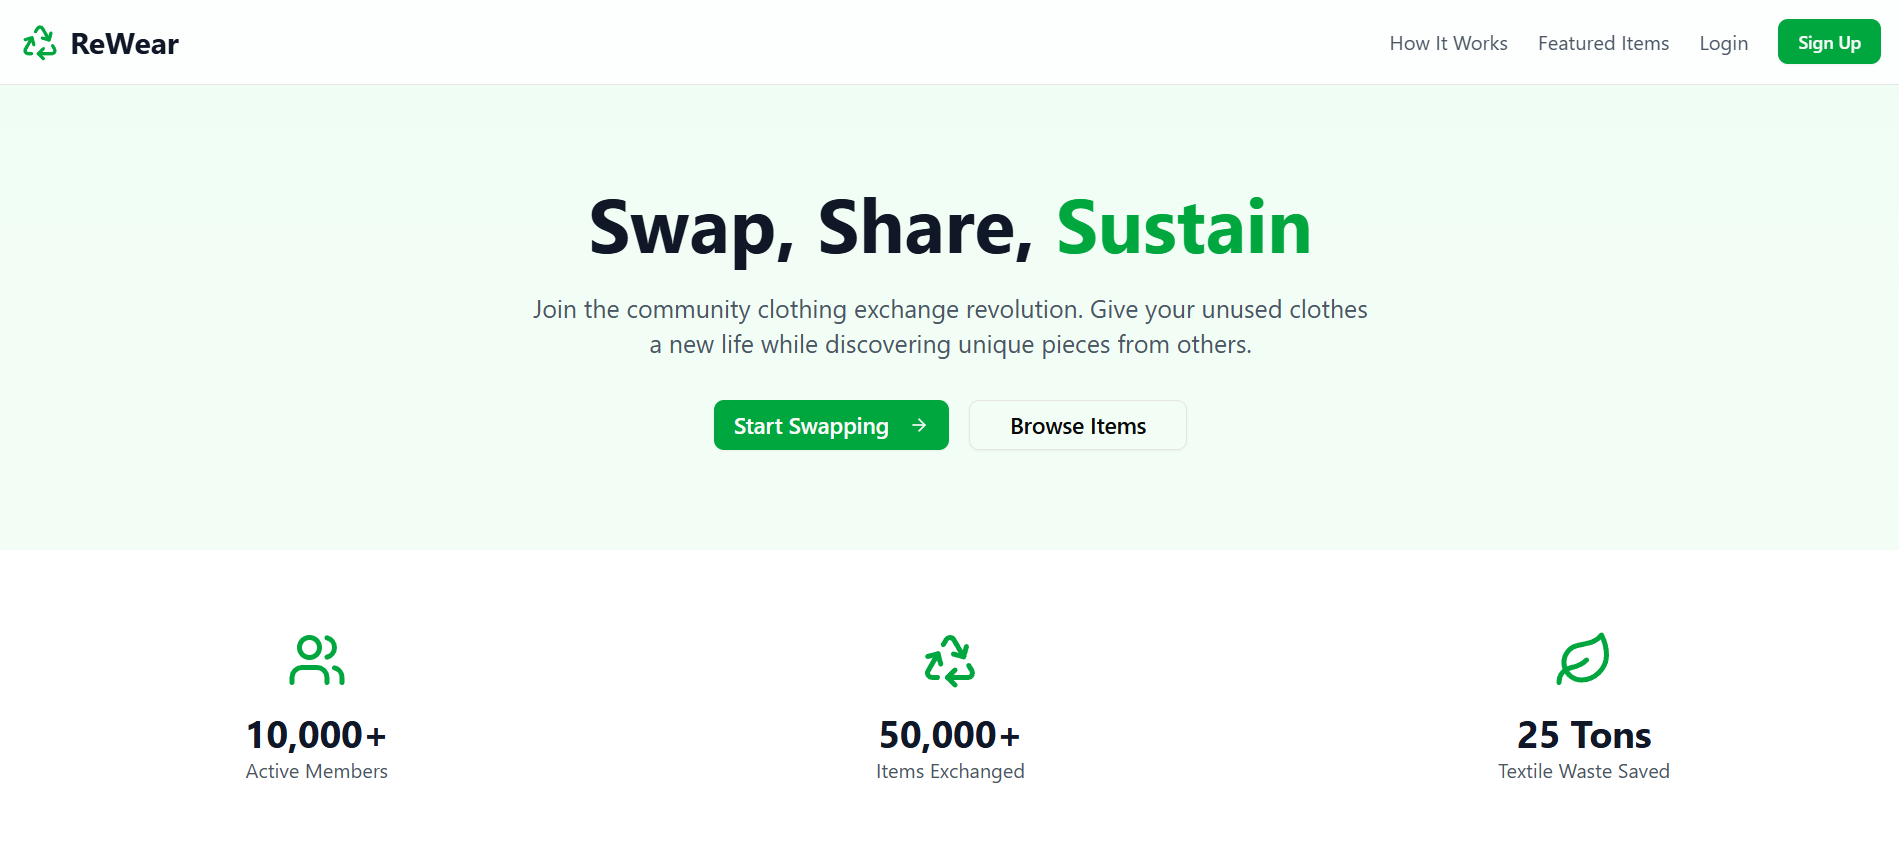 ReWear
How It Works
Featured Items
Login
Sign Up
Swap, Share, Sustain
Join the community clothing exchange revolution. Give your unused clothes
a new life while discovering unique pieces from others.
Start Swapping →
Browse Items
10,000+
Active Members
50,000+
Items Exchanged
25 Tons
Textile Waste Saved